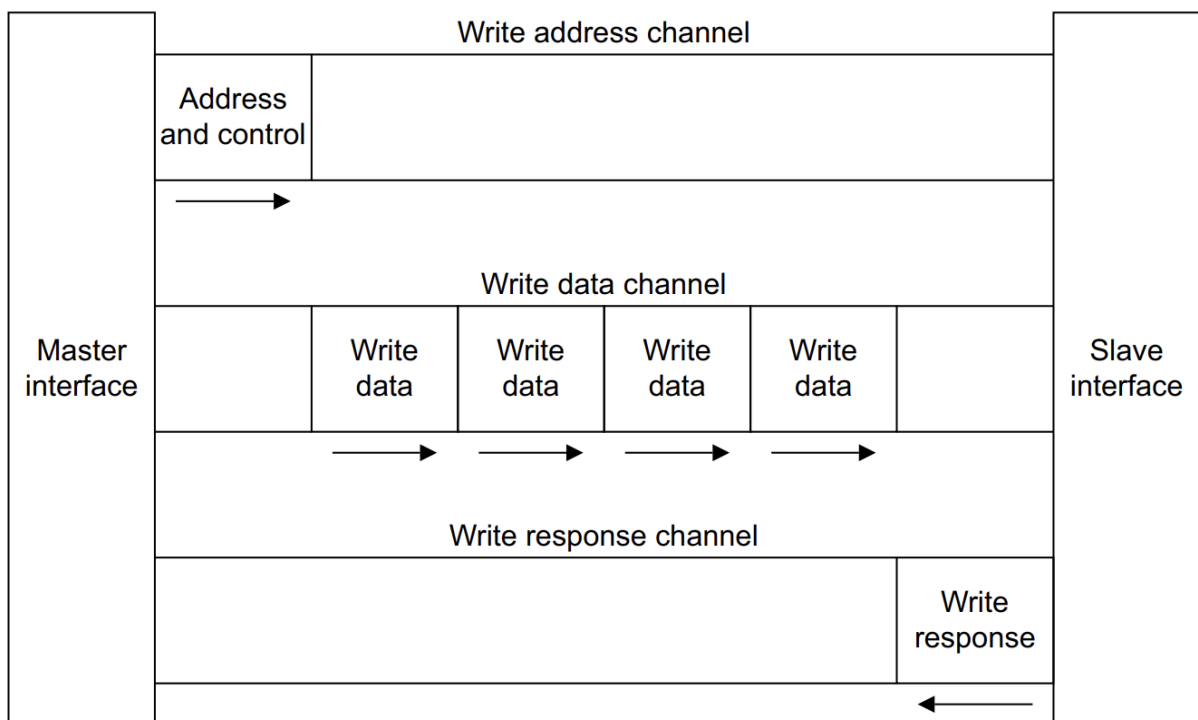 Write address channel
Address
and control
Write data channel
Master
interface
Write
data
Write
data
Write
data
Write
data
Slave
interface
Write response channel
Write
response